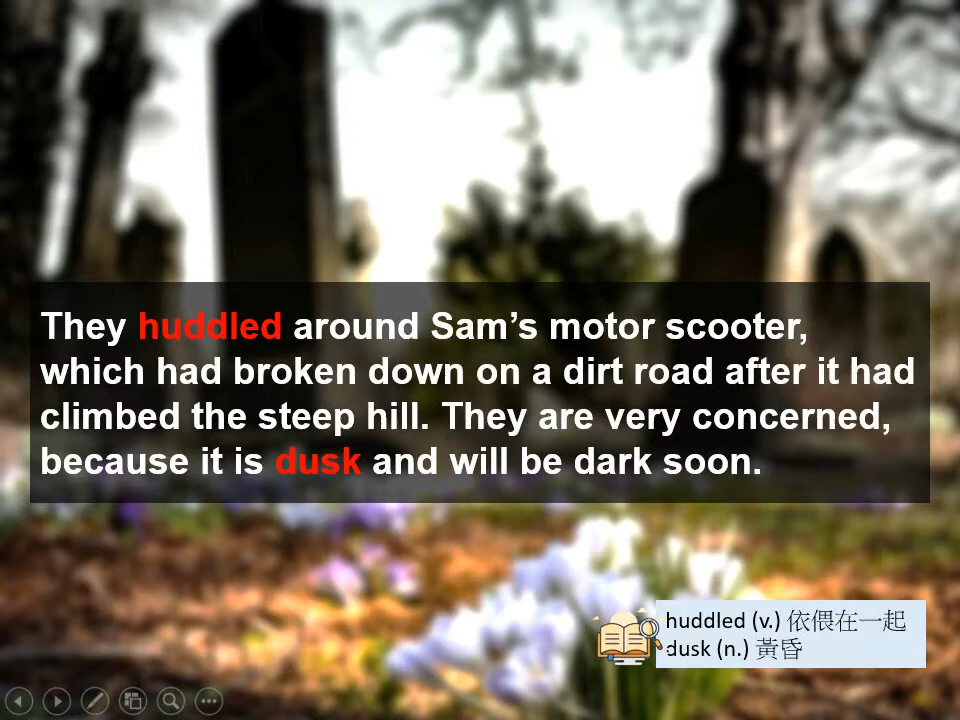 They huddled around Sam’s motor scooter,
which had broken down on a dirt road after it had
climbed the steep hill. They are very concerned,
because it is dusk and will be dark soon.
huddled (v.) 依偎在一起
dusk (n.) 黃昏